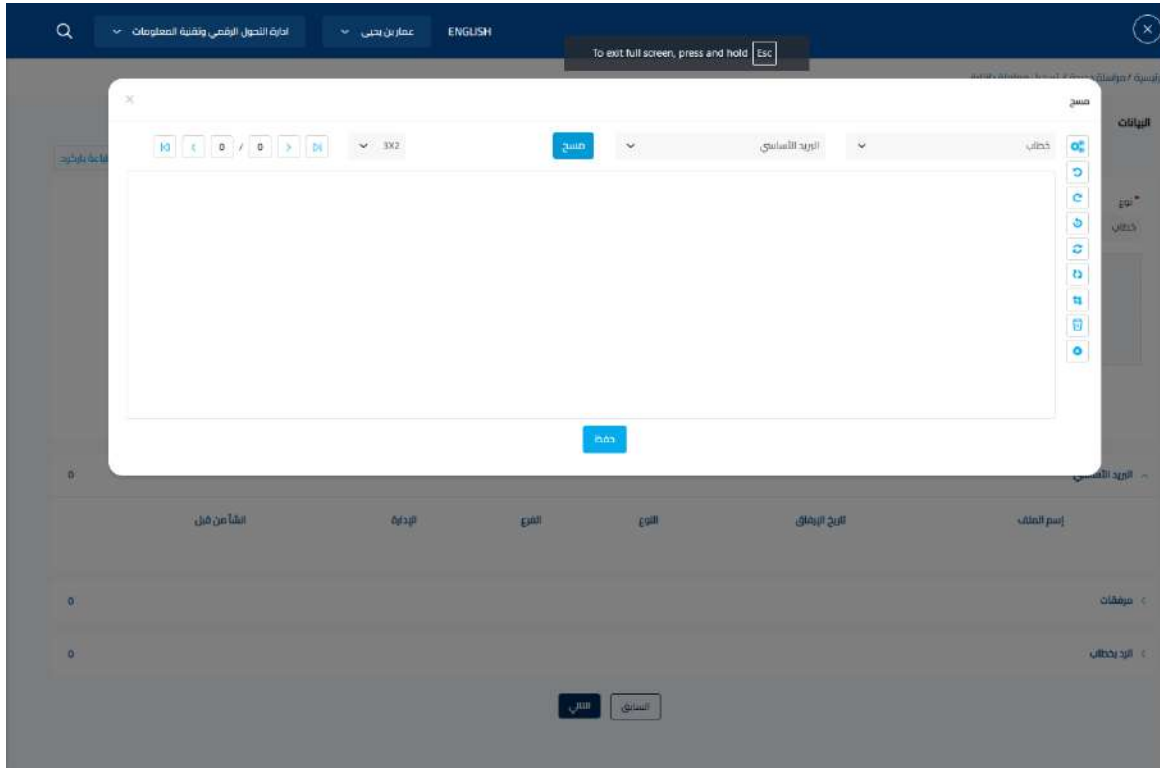 ENGLISH
عمار بن يحيى
ادارة التحول الرقمي وتقنية المعلومات
To exit full screen, press and hold Esc
مسح
البيانات
خطاب
البريد الأساسي
مسح
3X2
0 / 0
نوع *
خطاب
حفظ
البريد الأساسي
0
إسم الملف
تاريخ الإرفاق
النوع
الفرع
الإدارة
انشأ من قبل
مرفقات
0
الرد بخطاب
0
السابق
التالي